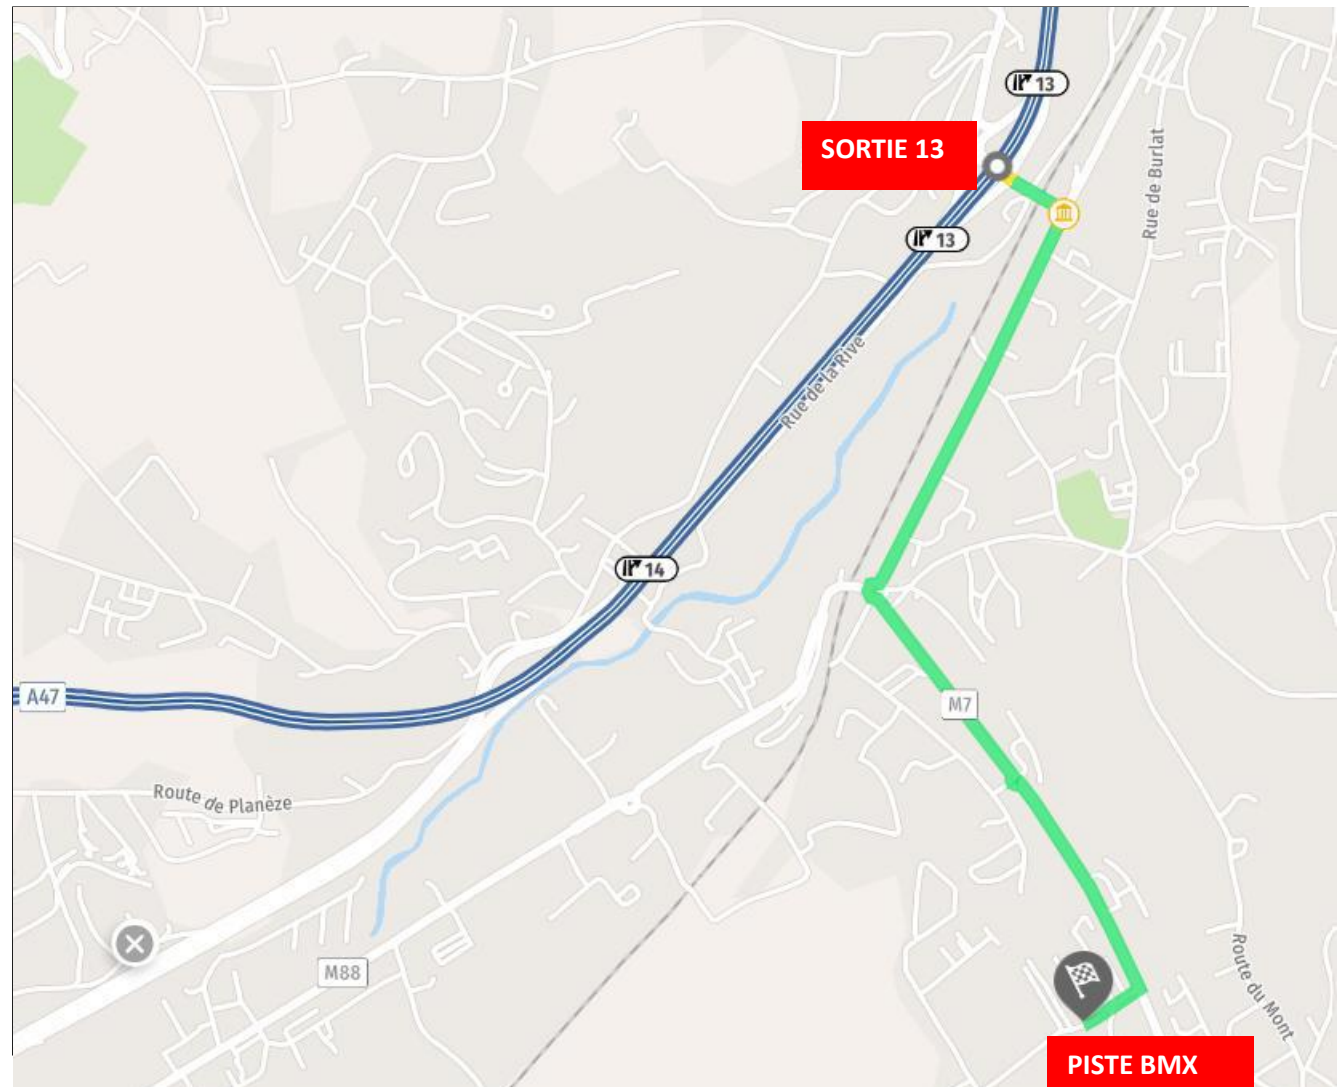 13
SORTIE 13
Rue de Burlat
13
Rue de la Rive
14
A47
M7
Route de Planèze
M88
Route du Mont
PISTE BMX